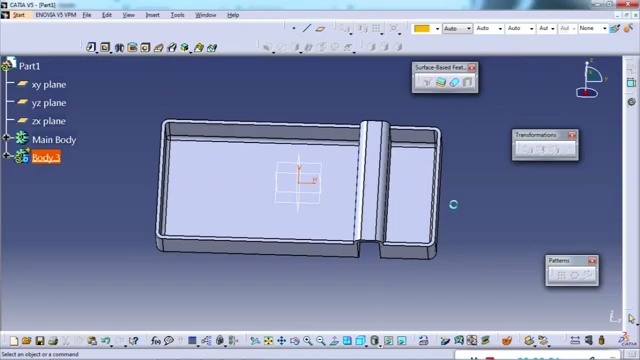 CATIA V5 - [Part1]
Start
ENOVIA V5 VPM
File
Edit
View
Insert
Tools
Window
Help
Auto
Auto
Auto
Aut
None
Part1
xy plane
yz plane
zx plane
Main Body
Body.3
Surface-Based Feat..
Transformations
Patterns
V
H
z
x
y
Select an object or a command
CATIA